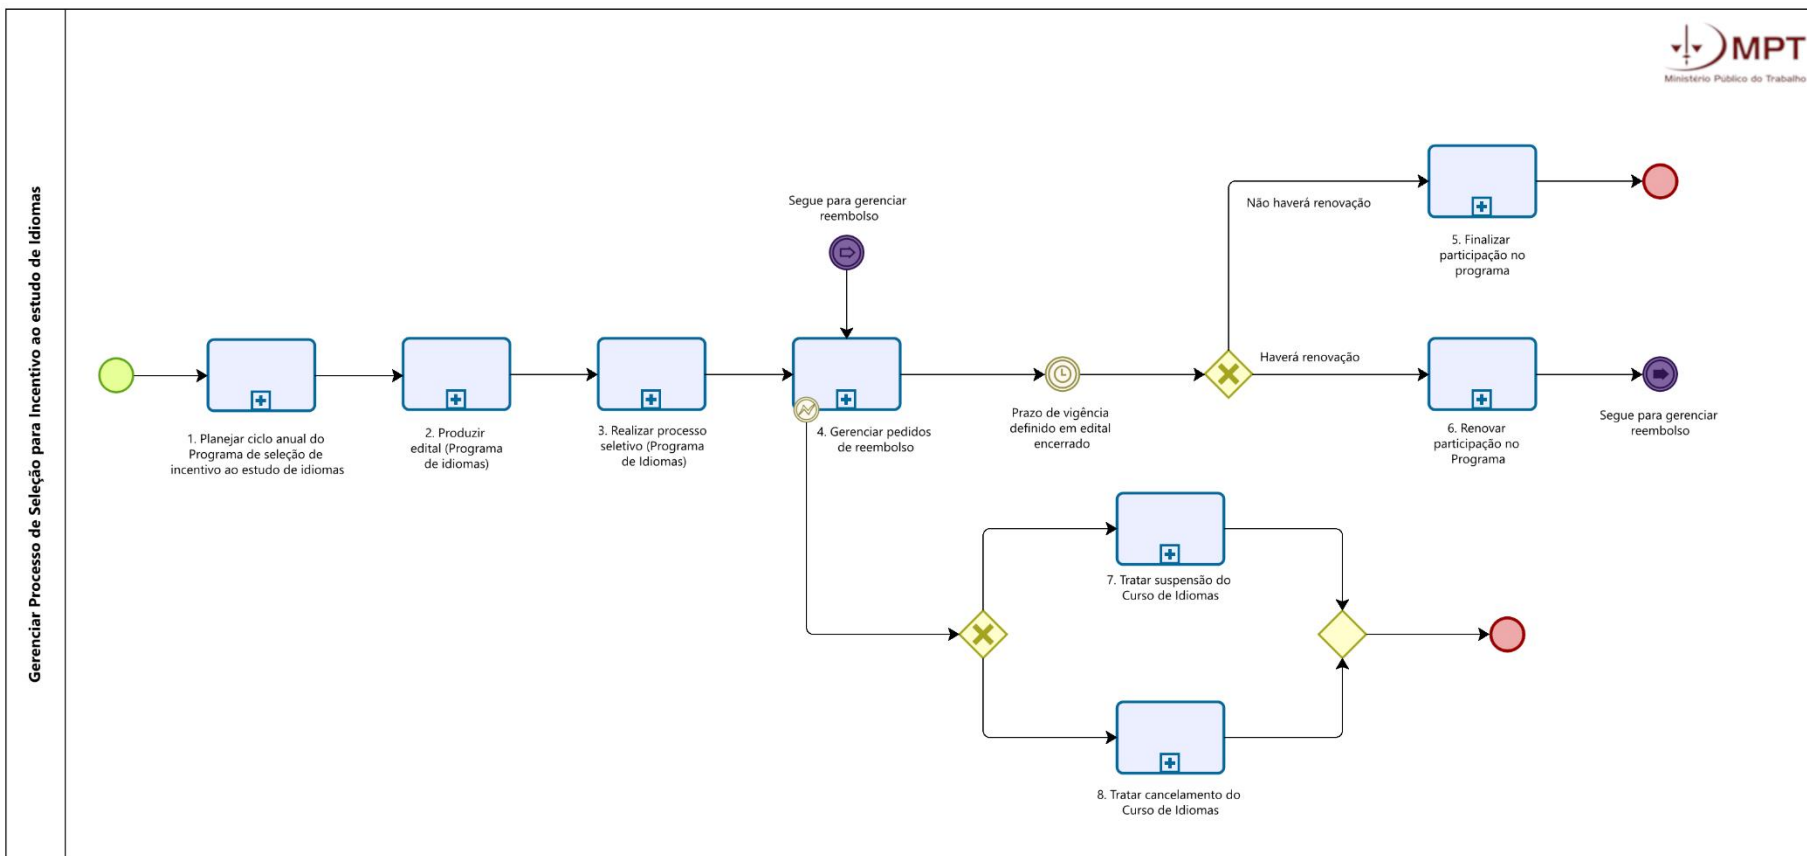 Gerenciar Processo de Seleção para Incentivo ao estudo de Idiomas
MPT
Ministério Público do Trabalho
Segue para gerenciar
reembolso
Não haverá renovação
5. Finalizar
participação no
programa
1. Planejar ciclo anual do
Programa de seleção de
incentivo ao estudo de idiomas
2. Produzir
edital (Programa
de idiomas)
3. Realizar processo
seletivo (Programa
de Idiomas)
4. Gerenciar pedidos
de reembolso
Prazo de vigência
definido em edital
encerrado
Haverá renovação
6. Renovar
participação no
Programa
Segue para gerenciar
reembolso
7. Tratar suspensão do
Curso de Idiomas
8. Tratar cancelamento do
Curso de Idiomas